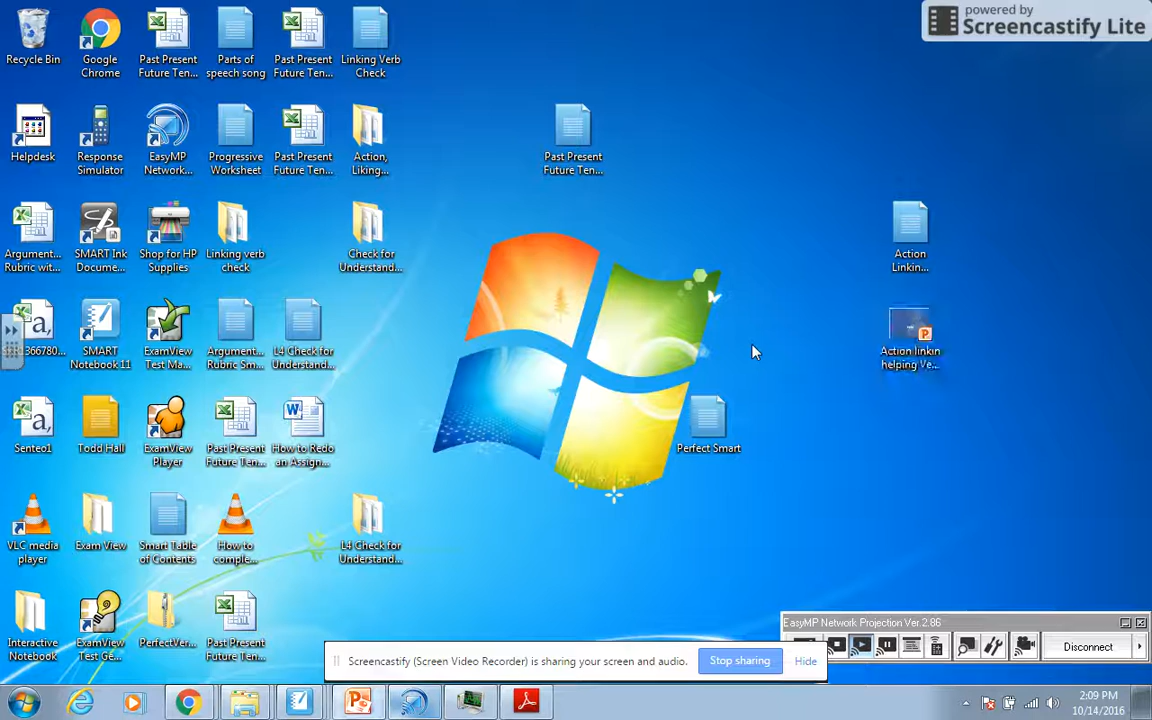 powered by
Screencastify Lite
Recycle Bin
Google
Chrome
Past Present
Future Ten...
Parts of
speech song
Past Present
Future Ten...
Linking Verb
Check
Helpdesk
Response
Simulator
EasyMP
Network...
Progressive
Worksheet
Past Present
Future Ten...
Action,
Liking...
Past Present
Future Ten...
Argument...
Rubric wit...
SMART Ink
Docume...
Shop for HP
Supplies
Linking verb
check
Check for
Understand...
Action
Linkin...
SMART
Notebook 11
ExamView
Test Ma...
Argument...
Rubric Sm...
L4 Check for
Understand...
Action linkin
helping Ve...
Senteo1
Todd Hall
ExamView
Player
Past Present
Future Ten...
How to Redo
an Assign...
Perfect Smart
VLC media
player
Exam View
Smart Table
of Contents
How to
comple...
L4 Check for
Understand...
Interactive
Notebook
ExamView
Test Ge...
PerfectVer...
Past Present
Future Ten...
EasyMP Network Projection Ver.2.86
Disconnect
Screencastify (Screen Video Recorder) is sharing your screen and audio.
Stop sharing
Hide
2:09 PM
10/14/2016